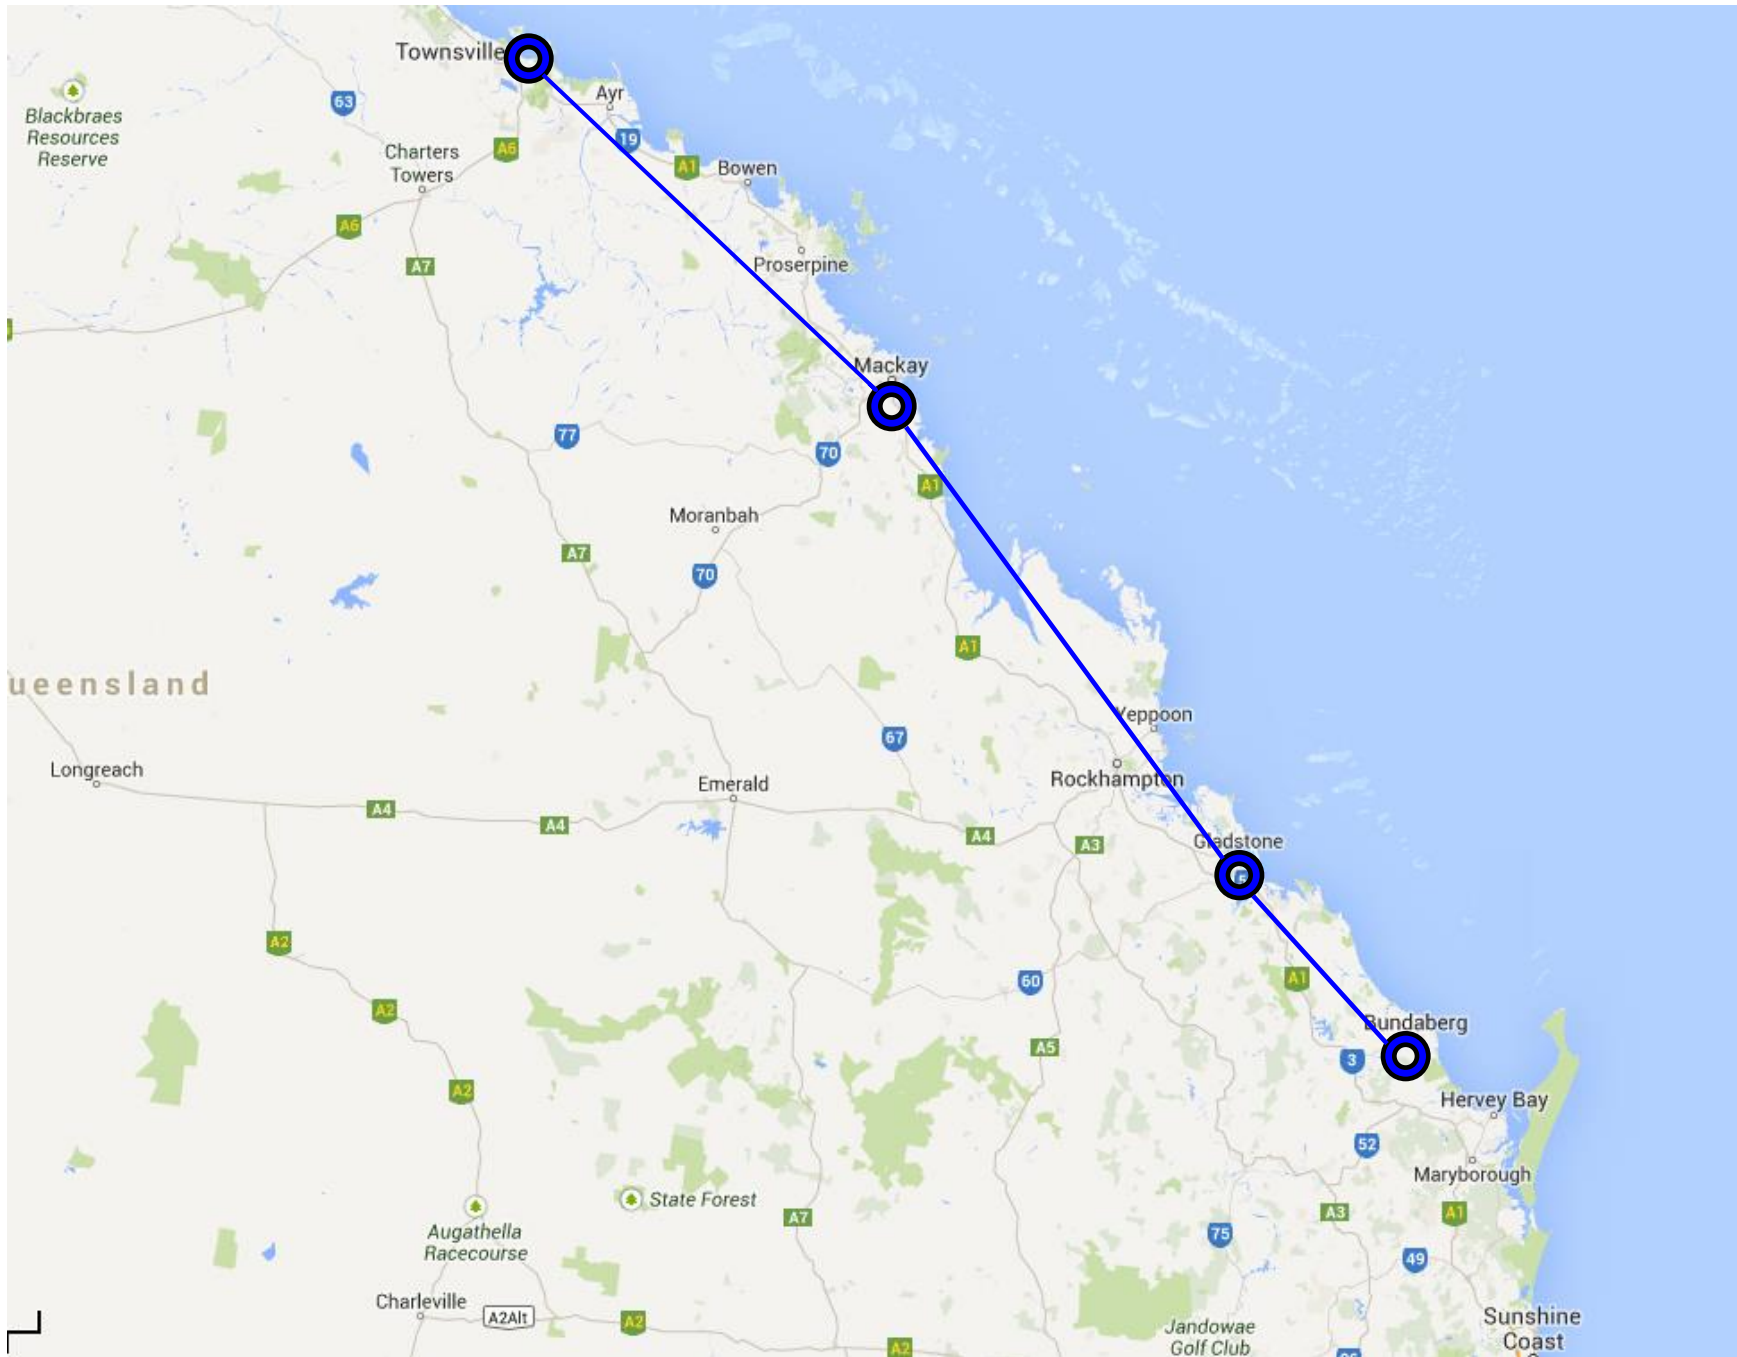 Townsville
63
Ayr
Blackbraes
Resources
Reserve
19
A6
Charters
Towers
A1
Bowen
A6
A7
Proserpine
Mackay
77
70
A1
Moranbah
A7
70
A1
ueensland
Yeppoon
67
Longreach
Emerald
Rockhampton
A4
A4
A4
A3
Gladstone
A2
A1
60
A2
Bundaberg
A5
3
A2
Hervey Bay
52
Maryborough
State Forest
A7
A3
A1
Augathella
Racecourse
75
49
Charleville
A2Alt
A2
Sunshine
Coast
Jandowae
Golf Club
A2